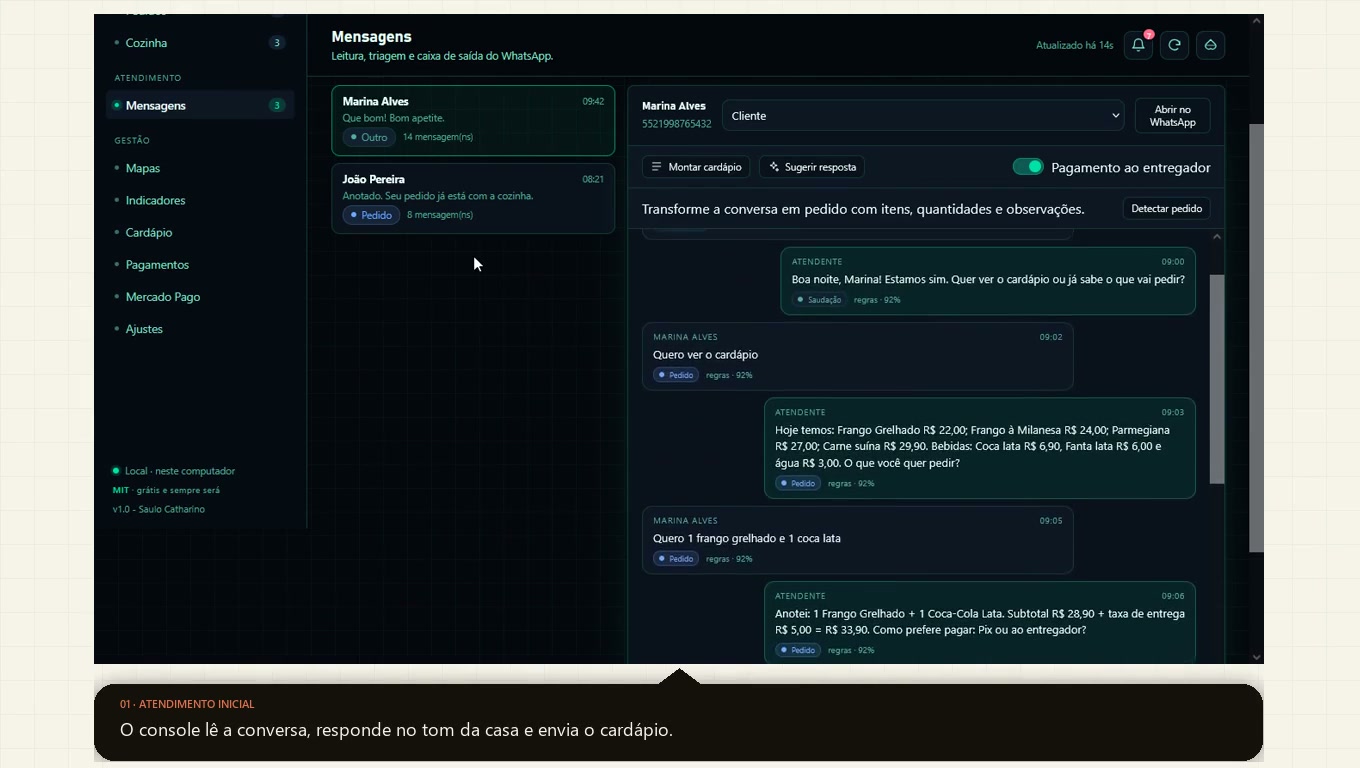 Cozinha 3
ATENDIMENTO
Mensagens 3
GESTÃO
Mapas
Indicadores
Cardápio
Pagamentos
Mercado Pago
Ajustes
Local · neste computador
MIT · grátis e sempre será
v1.0 - Saulo Catharino
Mensagens
Leitura, triagem e caixa de saída do WhatsApp.
Atualizado há 14s
Marina Alves 09:42
Que bom! Bom apetite.
Outro 14 mensagem(ns)
João Pereira 08:21
Anotado. Seu pedido já está com a cozinha.
Pedido 8 mensagem(ns)
Marina Alves
5521998765432
Cliente
Abrir no
WhatsApp
Montar cardápio
Sugerir resposta
Pagamento ao entregador
Transforme a conversa em pedido com itens, quantidades e observações.
Detectar pedido
ATENDENTE 09:00
Boa noite, Marina! Estamos sim. Quer ver o cardápio ou já sabe o que vai pedir?
Saudação regras · 92%
MARINA ALVES 09:02
Quero ver o cardápio
Pedido regras · 92%
ATENDENTE 09:03
Hoje temos: Frango Grelhado R$ 22,00; Frango à Milanesa R$ 24,00; Parmegiana
R$ 27,00; Carne suína R$ 29,90. Bebidas: Coca lata R$ 6,90, Fanta lata R$ 6,00 e
água R$ 3,00. O que você quer pedir?
Pedido regras · 92%
MARINA ALVES 09:05
Quero 1 frango grelhado e 1 coca lata
Pedido regras · 92%
ATENDENTE 09:06
Anotei: 1 Frango Grelhado + 1 Coca-Cola Lata. Subtotal R$ 28,90 + taxa de entrega
R$ 5,00 = R$ 33,90. Como prefere pagar: Pix ou ao entregador?
Pedido regras · 92%
01 · ATENDIMENTO INICIAL
O console lê a conversa, responde no tom da casa e envia o cardápio.